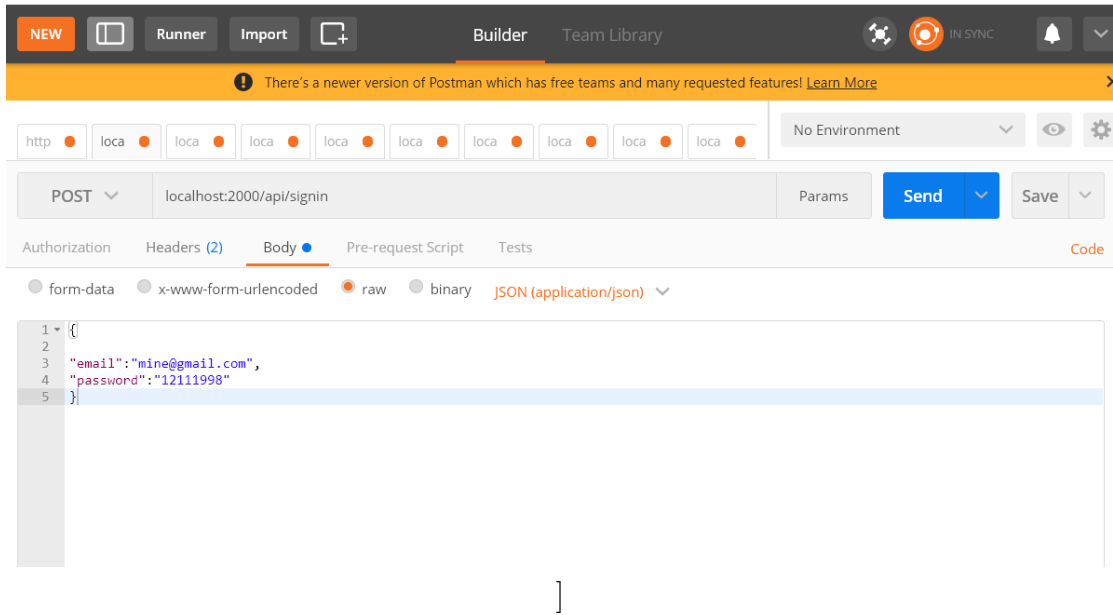 NEW Runner Import Builder Team Library IN SYNC
There's a newer version of Postman which has free teams and many requested features! Learn More
http loca loca loca loca loca loca loca loca loca No Environment
POST localhost:2000/api/signin Params Send Save
Authorization Headers (2) Body Pre-request Script Tests Code
form-data x-www-form-urlencoded raw binary JSON (application/json)
1 {
2
3 "email":"mine@gmail.com",
4 "password":"12111998"
5 }
]